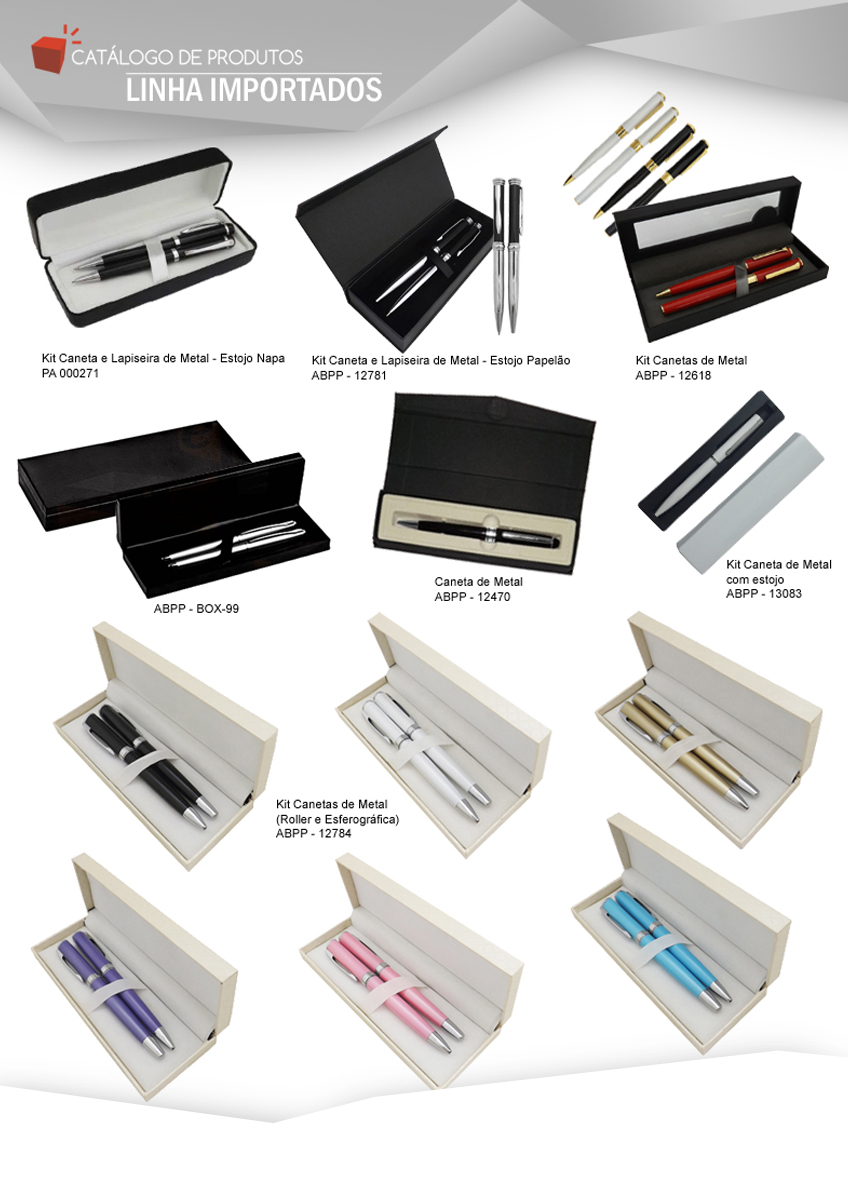 CATÁLOGO DE PRODUTOS
LINHA IMPORTADOS
Kit Caneta e Lapiseira de Metal - Estojo Napa
PA 000271
Kit Caneta e Lapiseira de Metal - Estojo Papelão
ABPP - 12781
Kit Canetas de Metal
ABPP - 12618
ABPP - BOX-99
Caneta de Metal
ABPP - 12470
Kit Caneta de Metal
com estojo
ABPP - 13083
Kit Canetas de Metal
(Roller e Esferográfica)
ABPP - 12784